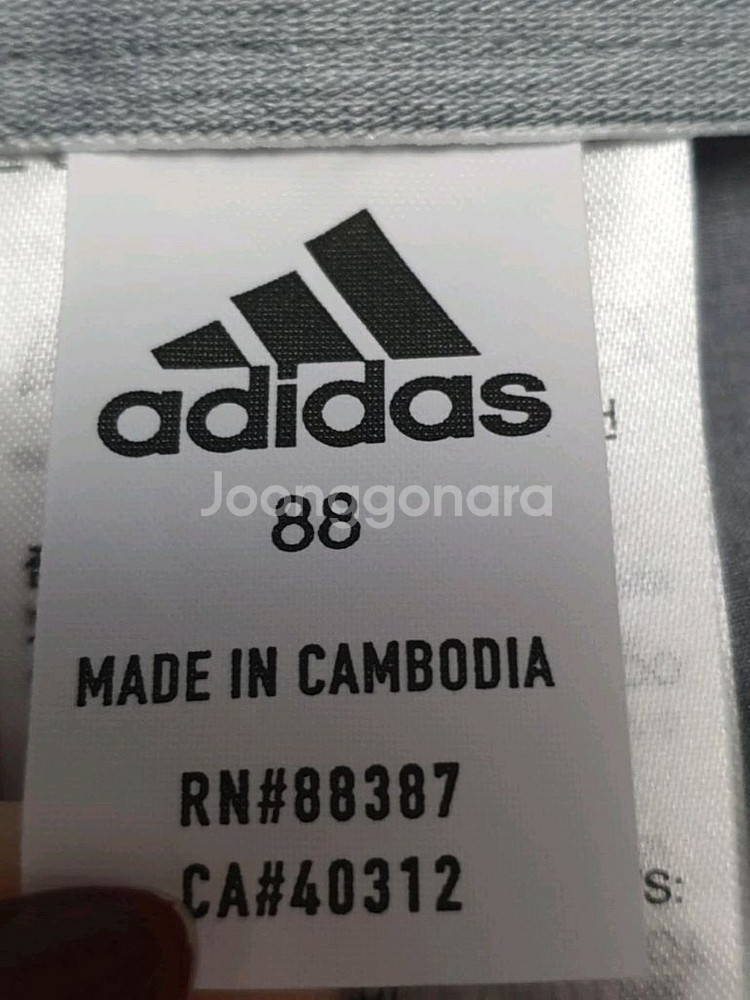 adidas
88
Joonggonara
MADE IN CAMBODIA
RN#88387
CA#40312
S: